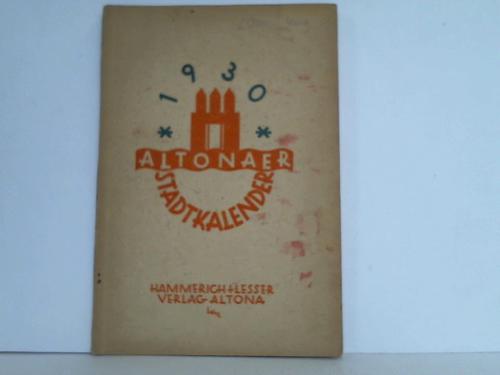 1930
* *
ALTONAER
STADTKALENDER
HAMMERICH + LESSER
VERLAG-ALTONA